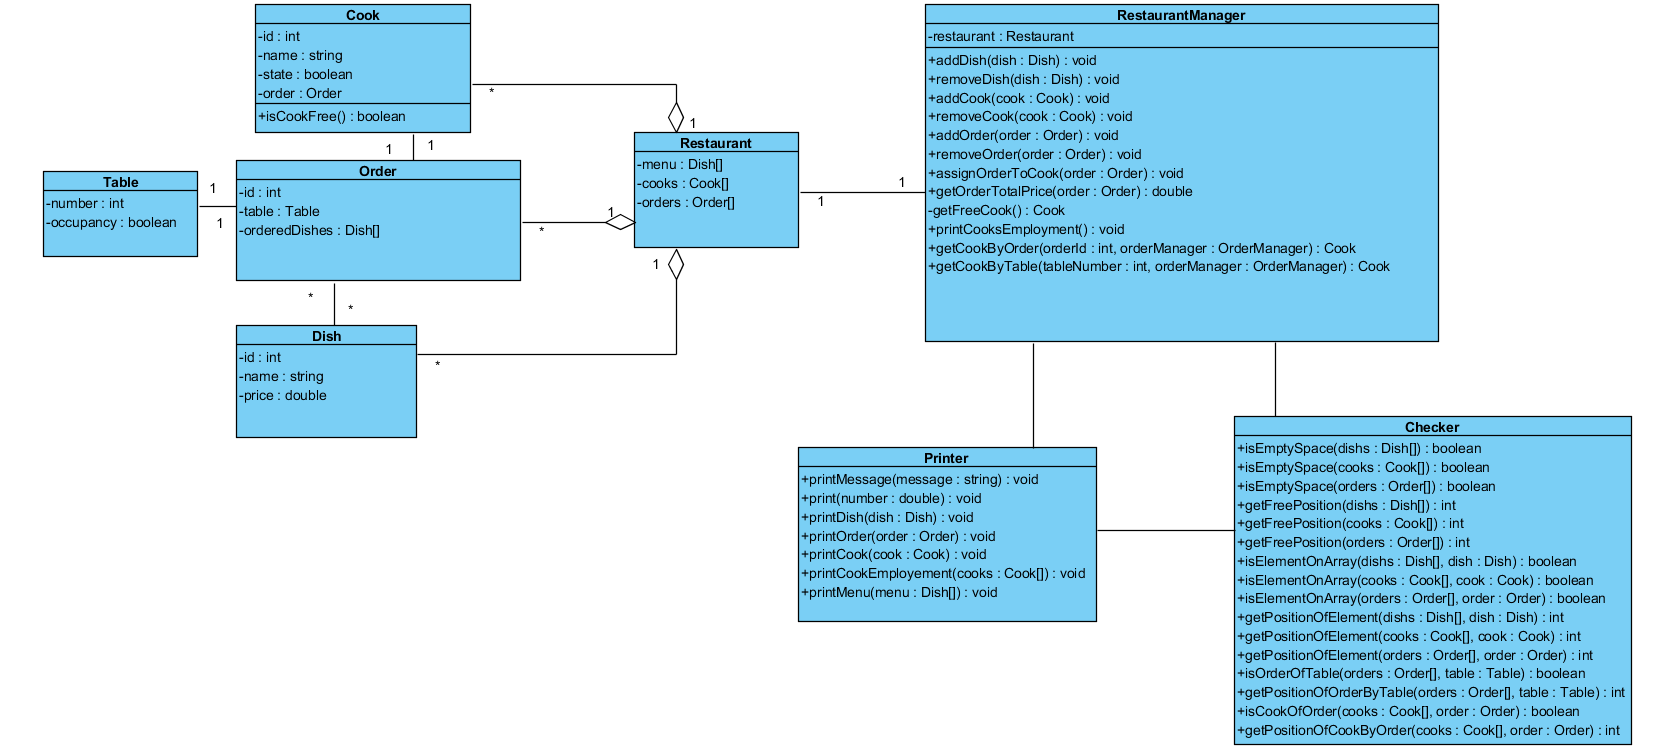 Cook
-id : int
-name : string
-state : boolean
-order : Order
+isCookFree() : boolean
*
1
1
1
Order
-id : int
-table : Table
-orderedDishes : Dish[]
Table
-number : int
-occupancy : boolean
1
1
*
*
Dish
-id : int
-name : string
-price : double
*
1
*
1
Restaurant
-menu : Dish[]
-cooks : Cook[]
-orders : Order[]
1
1
RestaurantManager
-restaurant : Restaurant
+addDish(dish : Dish) : void
+removeDish(dish : Dish) : void
+addCook(cook : Cook) : void
+removeCook(cook : Cook) : void
+addOrder(order : Order) : void
+removeOrder(order : Order) : void
+assignOrderToCook(order : Order) : void
+getOrderTotalPrice(order : Order) : double
-getFreeCook() : Cook
+printCooksEmployment() : void
+getCookByOrder(orderId : int, orderManager : OrderManager) : Cook
+getCookByTable(tableNumber : int, orderManager : OrderManager) : Cook
Printer
+printMessage(message : string) : void
+print(number : double) : void
+printDish(dish : Dish) : void
+printOrder(order : Order) : void
+printCook(cook : Cook) : void
+printCookEmployement(cooks : Cook[]) : void
+printMenu(menu : Dish[]) : void
Checker
+isEmptySpace(dishs : Dish[]) : boolean
+isEmptySpace(cooks : Cook[]) : boolean
+isEmptySpace(orders : Order[]) : boolean
+getFreePosition(dishs : Dish[]) : int
+getFreePosition(cooks : Cook[]) : int
+getFreePosition(orders : Order[]) : int
+isElementOnArray(dishs : Dish[], dish : Dish) : boolean
+isElementOnArray(cooks : Cook[], cook : Cook) : boolean
+isElementOnArray(orders : Order[], order : Order) : boolean
+getPositionOfElement(dishs : Dish[], dish : Dish) : int
+getPositionOfElement(cooks : Cook[], cook : Cook) : int
+getPositionOfElement(orders : Order[], order : Order) : int
+isOrderOfTable(orders : Order[], table : Table) : boolean
+getPositionOfOrderByTable(orders : Order[], table : Table) : int
+isCookOfOrder(cooks : Cook[], order : Order) : boolean
+getPositionOfCookByOrder(cooks : Cook[], order : Order) : int